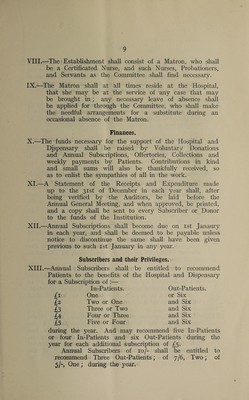 9
VIII.—The Establishment shall consist of a Matron, who shall
be a Certificated Nurse, and such Nurses, Probationers,
and Servants as the Committee shall find necessary.
IX.—The Matron shall at all times reside at the Hospital,
that she may be at the service of any case that may
be brought in; any necessary leave of absence shall
be applied for through the Committee, who shall make
the needful arrangements for a substitute during an
occasional absence of the Matron.
Finances.
X.—The funds necessary for the support of the Hospital and
Dispensary shall be raised by Voluntary Donations
and Annual Subscriptions, Offertories, Collections and
weekly payments by Patients. Contributions in kind
and small sums will also be thankfully received, so
as to enlist the sympathies of all in the work.
XI.—A Statement of the Receipts and Expenditure made
up to the 31st of December in each year shall, after
being verified by the Auditors, be laid before the
Annual General Meeting, and when approved, be printed,
and a copy shall be sent to every Subscriber or Donor
to the funds of the Institution.
XII.—Annual Subscriptions shall become due on 1st January
in each year, and shall be deemed to be payable unless
notice to discontinue the same shall have been given
previous to such 1st January in any year.
Subscribers and their Privileges.
XIII.—Annual Subscribers shall be entitled to recommend
Patients to the benefits of the Hospital and Dispensary
for a Subscription of :—
In-Patients. Out-Patients.
£1 One or Six
£2 Two or One and Six
£3 Three or Two and Six
£4 Four or Three and Six
£5 Five or Four and Six
during the year. And may recommend five In-Patients
or four In-Patients and six Out-Patients during the
year for each additional subscription of £5.
Annual Subscribers of 10/- shall be entitled to
recommend Three Out-Patients; of 7/6, Two; of
5/-, One; during the year.